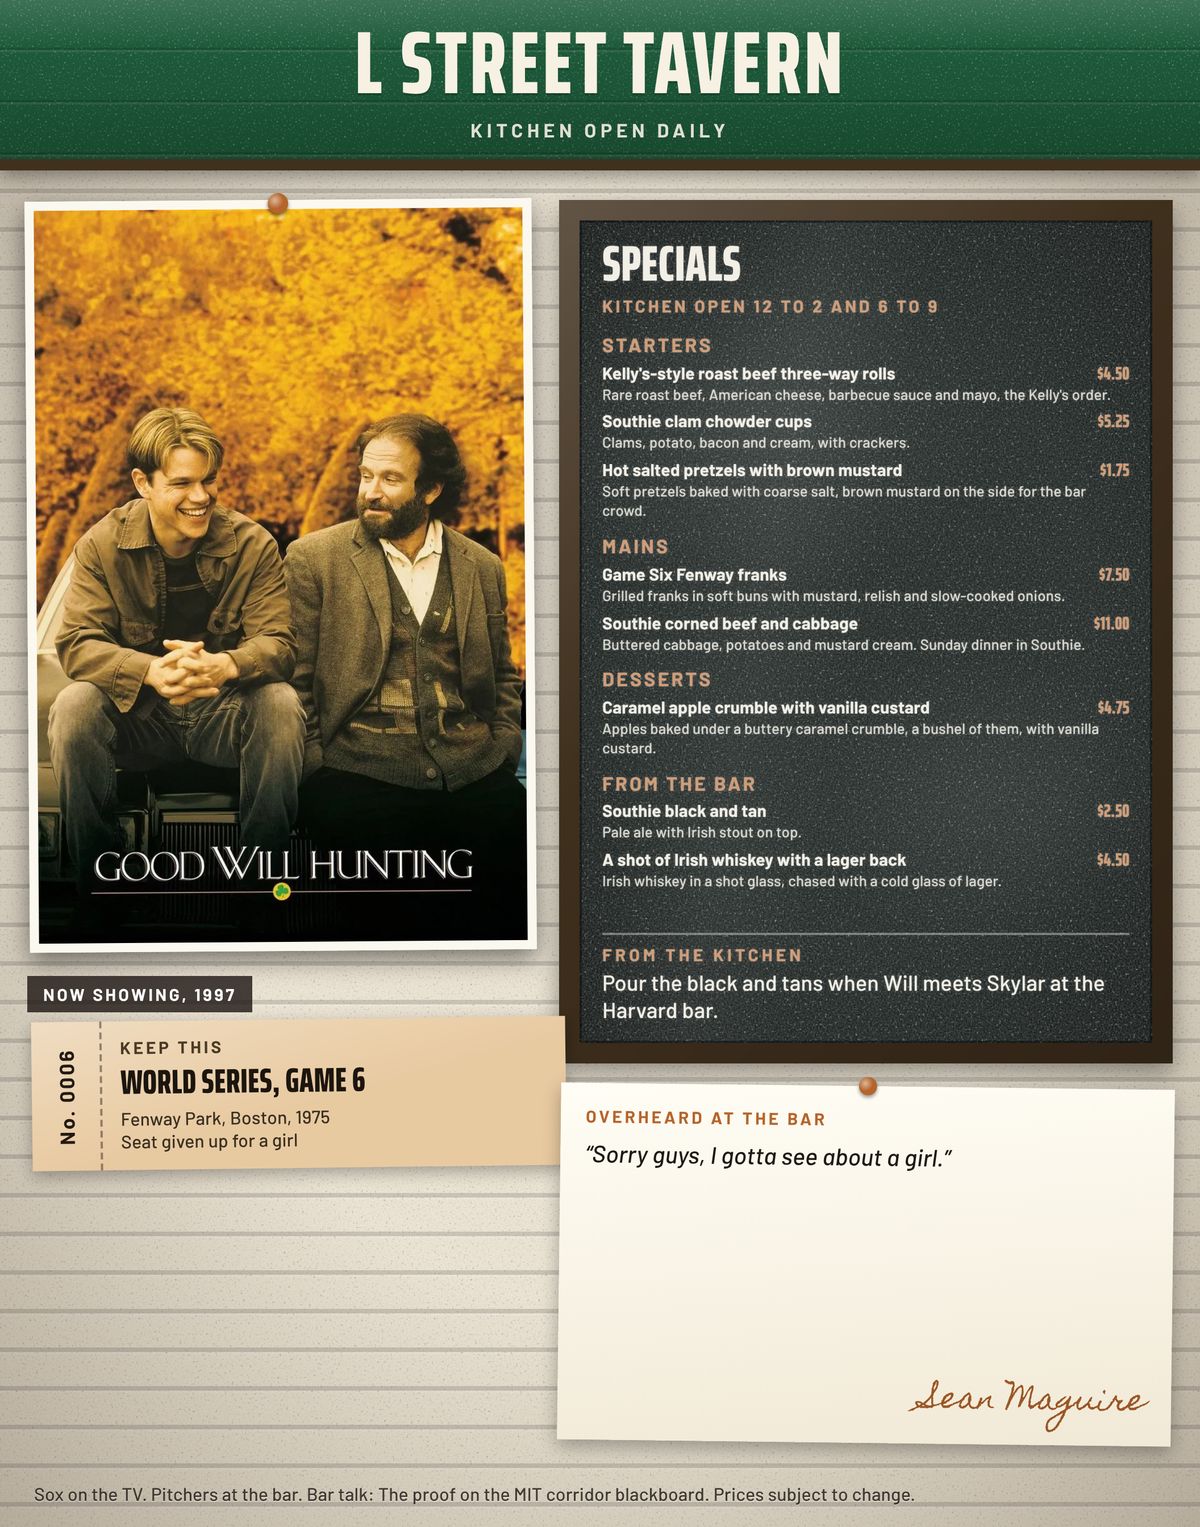 L STREET TAVERN
KITCHEN OPEN DAILY
GOOD WILL HUNTING
NOW SHOWING, 1997
No. 0006
KEEP THIS
WORLD SERIES, GAME 6
Fenway Park, Boston, 1975
Seat given up for a girl
SPECIALS
KITCHEN OPEN 12 TO 2 AND 6 TO 9
STARTERS
Kelly's-style roast beef three-way rolls $4.50
Rare roast beef, American cheese, barbecue sauce and mayo, the Kelly's order.
Southie clam chowder cups $5.25
Clams, potato, bacon and cream, with crackers.
Hot salted pretzels with brown mustard $1.75
Soft pretzels baked with coarse salt, brown mustard on the side for the bar
crowd.
MAINS
Game Six Fenway franks $7.50
Grilled franks in soft buns with mustard, relish and slow-cooked onions.
Southie corned beef and cabbage $11.00
Buttered cabbage, potatoes and mustard cream. Sunday dinner in Southie.
DESSERTS
Caramel apple crumble with vanilla custard $4.75
Apples baked under a buttery caramel crumble, a bushel of them, with vanilla
custard.
FROM THE BAR
Southie black and tan $2.50
Pale ale with Irish stout on top.
A shot of Irish whiskey with a lager back $4.50
Irish whiskey in a shot glass, chased with a cold glass of lager.
FROM THE KITCHEN
Pour the black and tans when Will meets Skylar at the
Harvard bar.
OVERHEARD AT THE BAR
“Sorry guys, I gotta see about a girl.”
Sean Maguire
Sox on the TV. Pitchers at the bar. Bar talk: The proof on the MIT corridor blackboard. Prices subject to change.